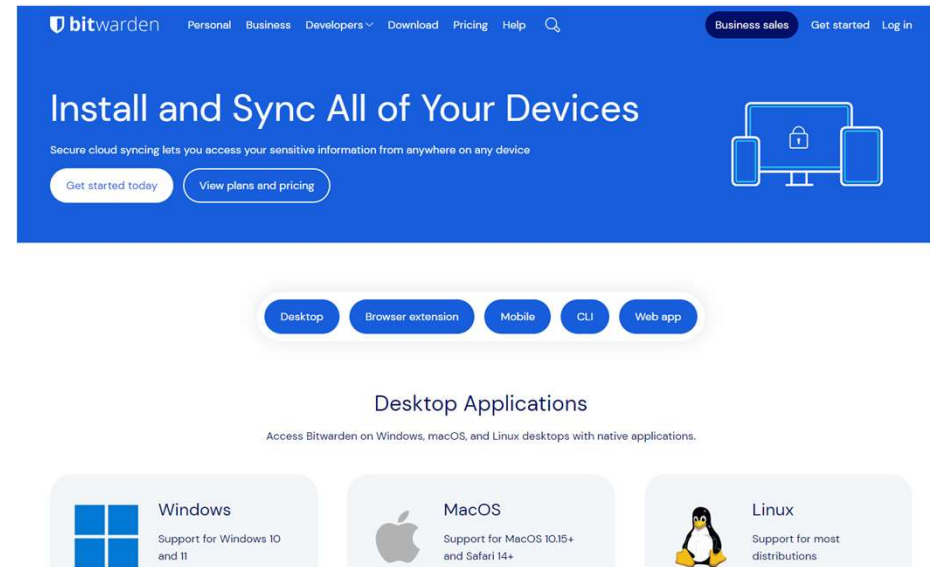 bitwarden Personal Business Developers Download Pricing Help Business sales Get started Log in
Install and Sync All of Your Devices
Secure cloud syncing lets you access your sensitive information from anywhere on any device
Get started today View plans and pricing
Desktop Browser extension Mobile CLI Web app
Desktop Applications
Access Bitwarden on Windows, macOS, and Linux desktops with native applications.
Windows
Support for Windows 10
and 11
MacOS
Support for MacOS 10.15+
and Safari 14+
Linux
Support for most
distributions